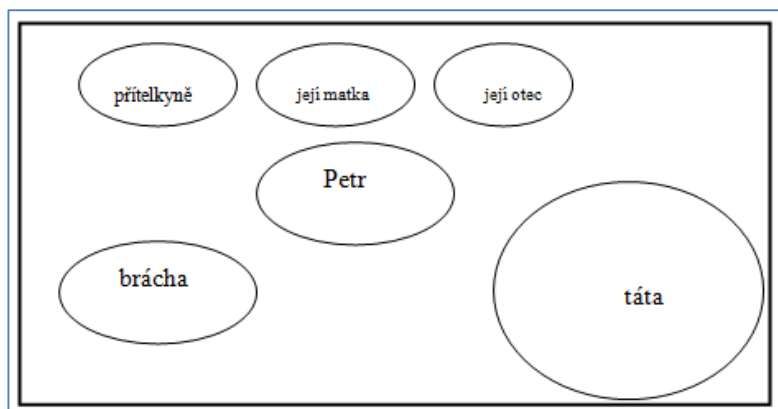 přítelkyně
její matka
její otec
Petr
brácha
táta